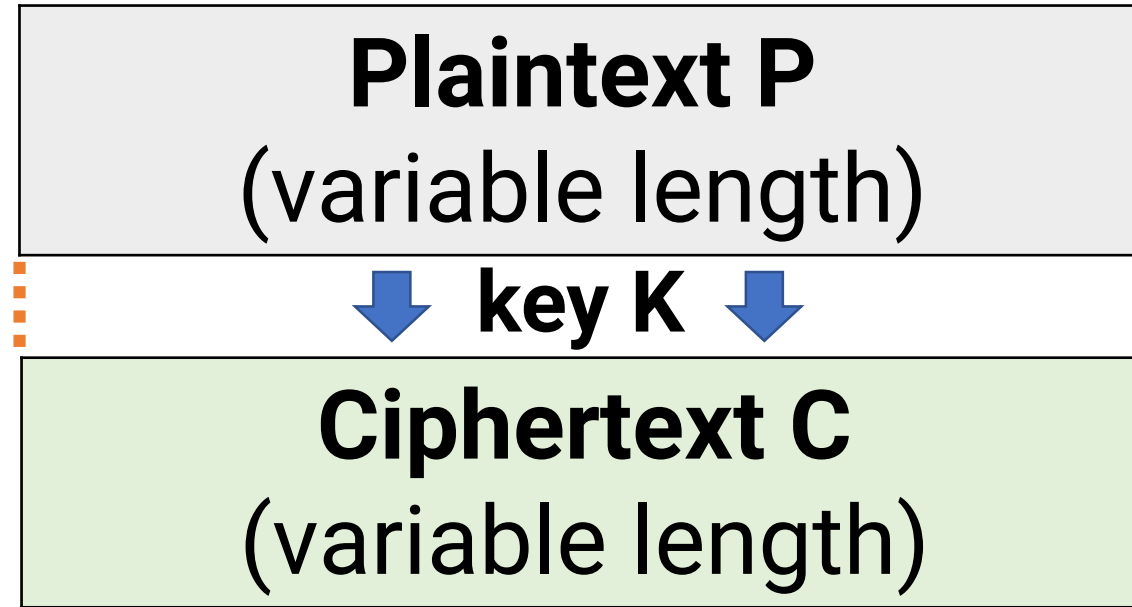 Plaintext P
(variable length)
key K
Ciphertext C
(variable length)